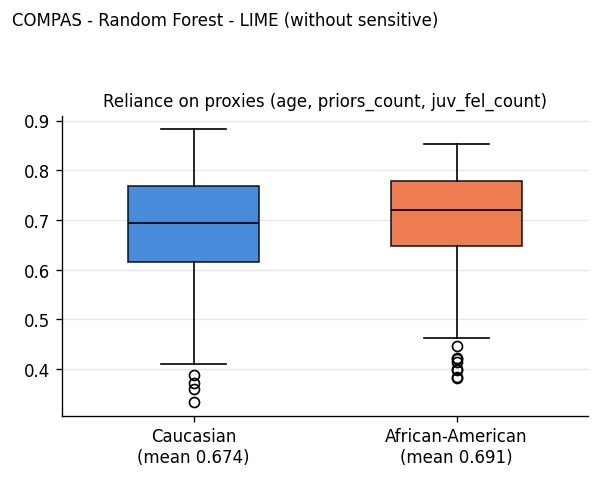 COMPAS - Random Forest - LIME (without sensitive)
Reliance on proxies (age, priors_count, juv_fel_count)
0.9
0.8
0.7
0.6
0.5
0.4
Caucasian
(mean 0.674)
African-American
(mean 0.691)